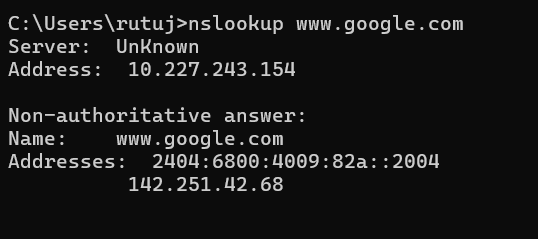 C:\Users\rutuj>nslookup www.google.com
Server:  UnKnown
Address:  10.227.243.154

Non-authoritative answer:
Name:    www.google.com
Addresses:  2404:6800:4009:82a::2004
          142.251.42.68